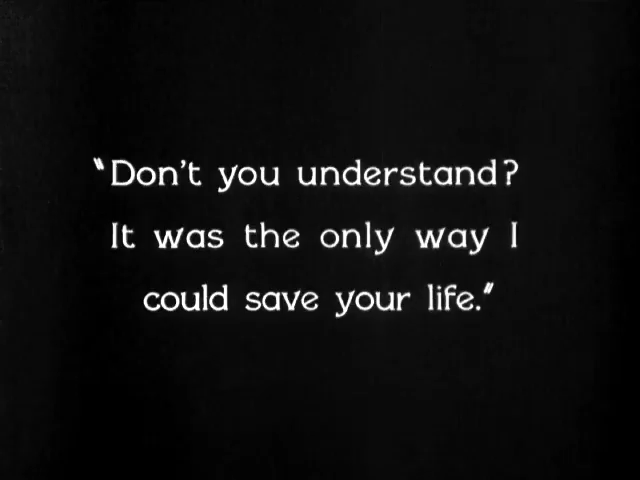 "Don't you understand?
It was the only way I
could save your life."